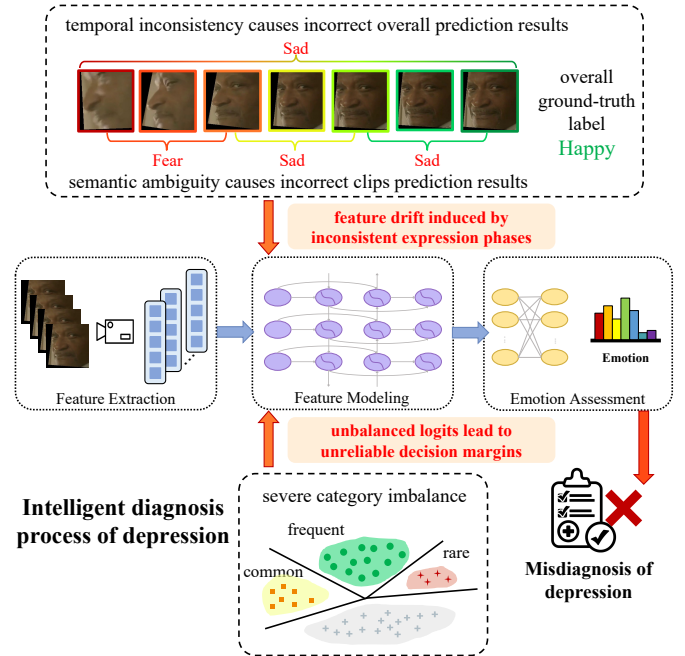 temporal inconsistency causes incorrect overall prediction results
Sad
overall
ground-truth
label
Happy
Fear
Sad
Sad
semantic ambiguity causes incorrect clips prediction results
feature drift induced by
inconsistent expression phases
Feature Extraction
Feature Modeling
Emotion
Emotion Assessment
unbalanced logits lead to
unreliable decision margins
Intelligent diagnosis
process of depression
severe category imbalance
frequent
rare
common
Misdiagnosis of
depression